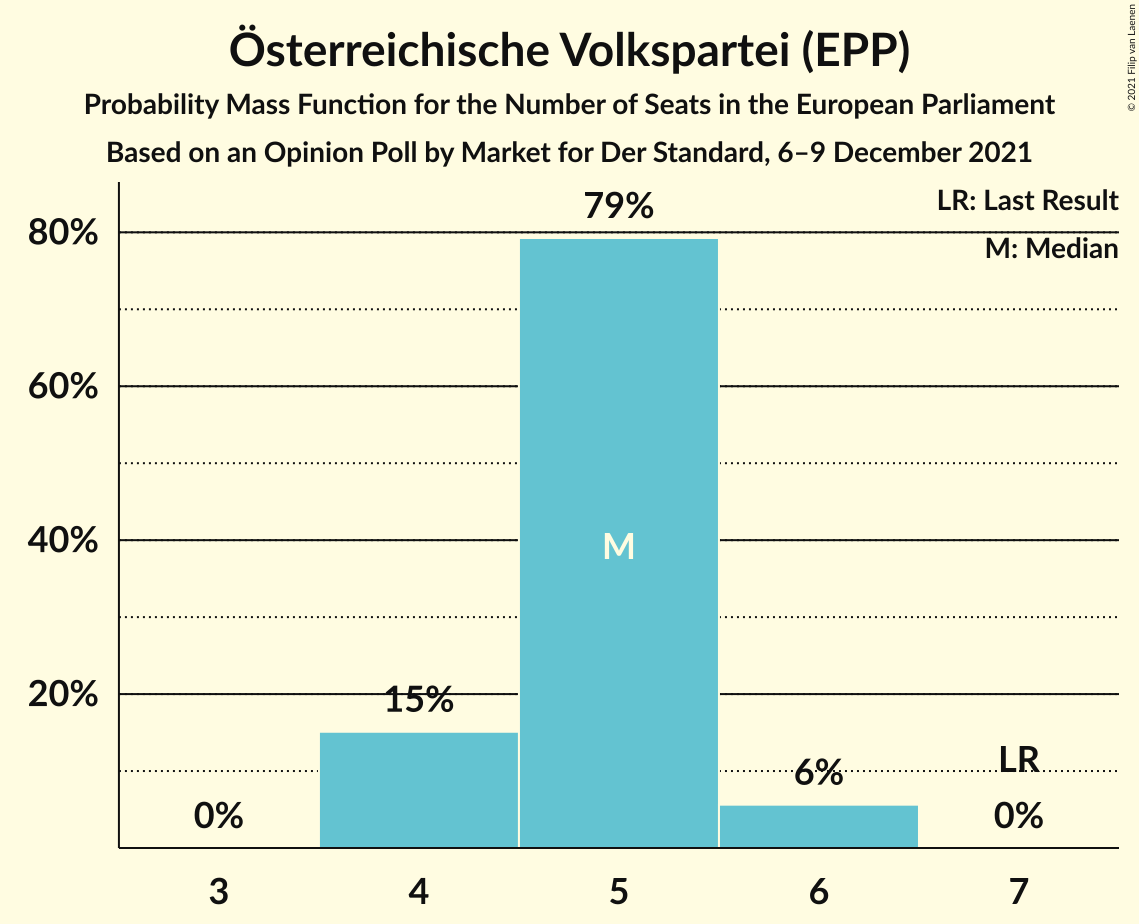 Österreichische Volkspartei (EPP)
Probability Mass Function for the Number of Seats in the European Parliament
Based on an Opinion Poll by Market for Der Standard, 6–9 December 2021
© 2021 Filip van Laenen
LR: Last Result
M: Median
80%
60%
40%
20%
0%
15%
79%
M
6%
LR
0%
3
4
5
6
7